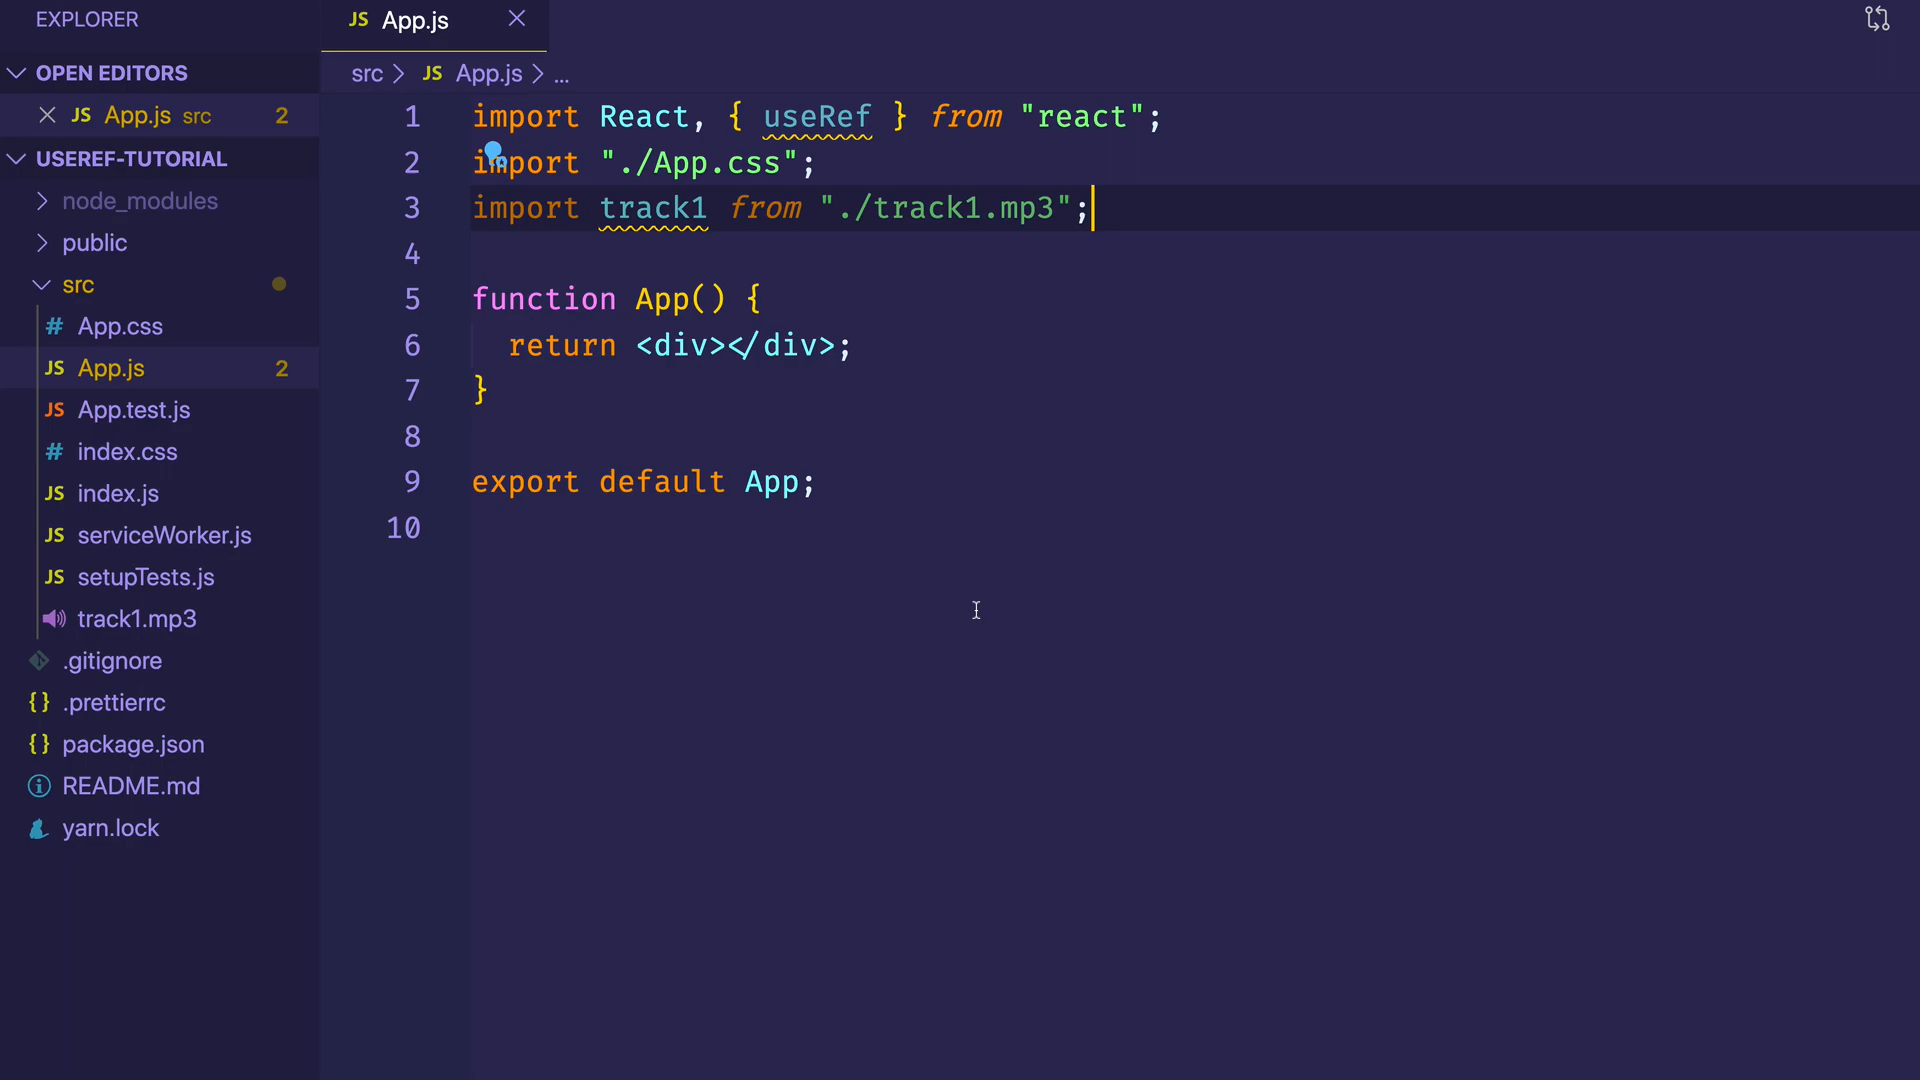 EXPLORER
OPEN EDITORS
JS App.js src 2
USEREF-TUTORIAL
node_modules
public
src
# App.css
JS App.js 2
JS App.test.js
# index.css
JS index.js
JS serviceWorker.js
JS setupTests.js
track1.mp3
.gitignore
{} .prettierrc
{} package.json
README.md
yarn.lock
JS App.js
src > JS App.js > ...
1 import React, { useRef } from "react";
2 import "./App.css";
3 import track1 from "./track1.mp3";
4
5 function App() {
6 return <div></div>;
7 }
8
9 export default App;
10